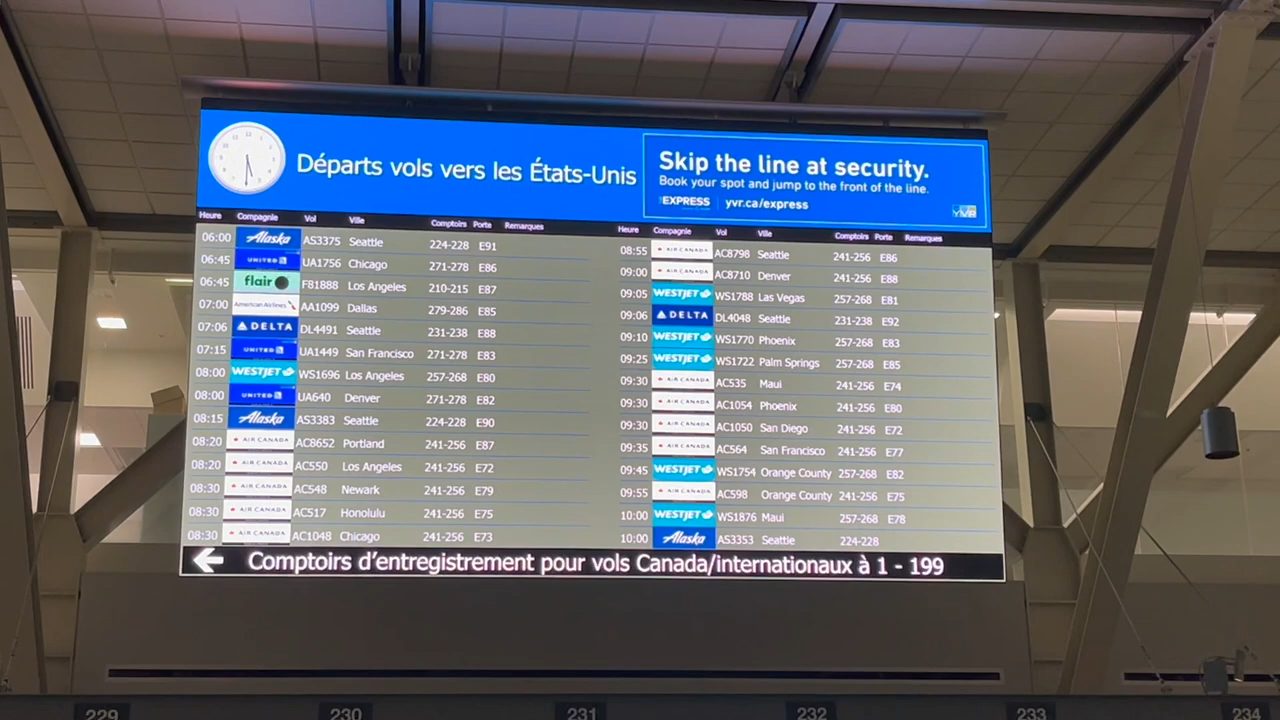 Départs vols vers les États-Unis
Skip the line at security.
Book your spot and jump to the front of the line.
EXPRESS yvr.ca/express
YVR
Heure Compagnie Vol Ville Comptoirs Porte Remarques
06:00 Alaska AS3375 Seattle 224-228 E91
06:45 UNITED UA1756 Chicago 271-278 E86
06:45 flair F81888 Los Angeles 210-215 E87
07:00 American Airlines AA1099 Dallas 279-286 E85
07:06 DELTA DL4491 Seattle 231-238 E88
07:15 UNITED UA1449 San Francisco 271-278 E83
08:00 WESTJET WS1696 Los Angeles 257-268 E80
08:00 UNITED UA640 Denver 271-278 E82
08:15 Alaska AS3383 Seattle 224-228 E90
08:20 AIR CANADA AC8652 Portland 241-256 E87
08:20 AIR CANADA AC550 Los Angeles 241-256 E72
08:30 AIR CANADA AC548 Newark 241-256 E79
08:30 AIR CANADA AC517 Honolulu 241-256 E75
08:30 AIR CANADA AC1048 Chicago 241-256 E73
Heure Compagnie Vol Ville Comptoirs Porte Remarques
08:55 AIR CANADA AC8798 Seattle 241-256 E86
09:00 AIR CANADA AC8710 Denver 241-256 E88
09:05 WESTJET WS1788 Las Vegas 257-268 E81
09:06 DELTA DL4048 Seattle 231-238 E92
09:10 WESTJET WS1770 Phoenix 257-268 E83
09:25 WESTJET WS1722 Palm Springs 257-268 E85
09:30 AIR CANADA AC535 Maui 241-256 E74
09:30 AIR CANADA AC1054 Phoenix 241-256 E80
09:30 AIR CANADA AC1050 San Diego 241-256 E72
09:35 AIR CANADA AC564 San Francisco 241-256 E77
09:45 WESTJET WS1754 Orange County 257-268 E82
09:55 AIR CANADA AC598 Orange County 241-256 E75
10:00 WESTJET WS1876 Maui 257-268 E78
10:00 Alaska AS3353 Seattle 224-228
Comptoirs d'entregistrement pour vols Canada/internationaux à 1 - 199
229 230 231 232 233 234